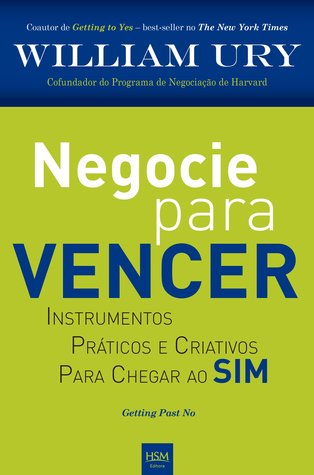 Coautor de Getting to Yes – best-seller no The New York Times
WILLIAM URY
Cofundador do Programa de Negociação de Harvard
Negocie
para
VENCER
INSTRUMENTOS
PRÁTICOS E CRIATIVOS
PARA CHEGAR AO SIM
Getting Past No
HSM
Editora